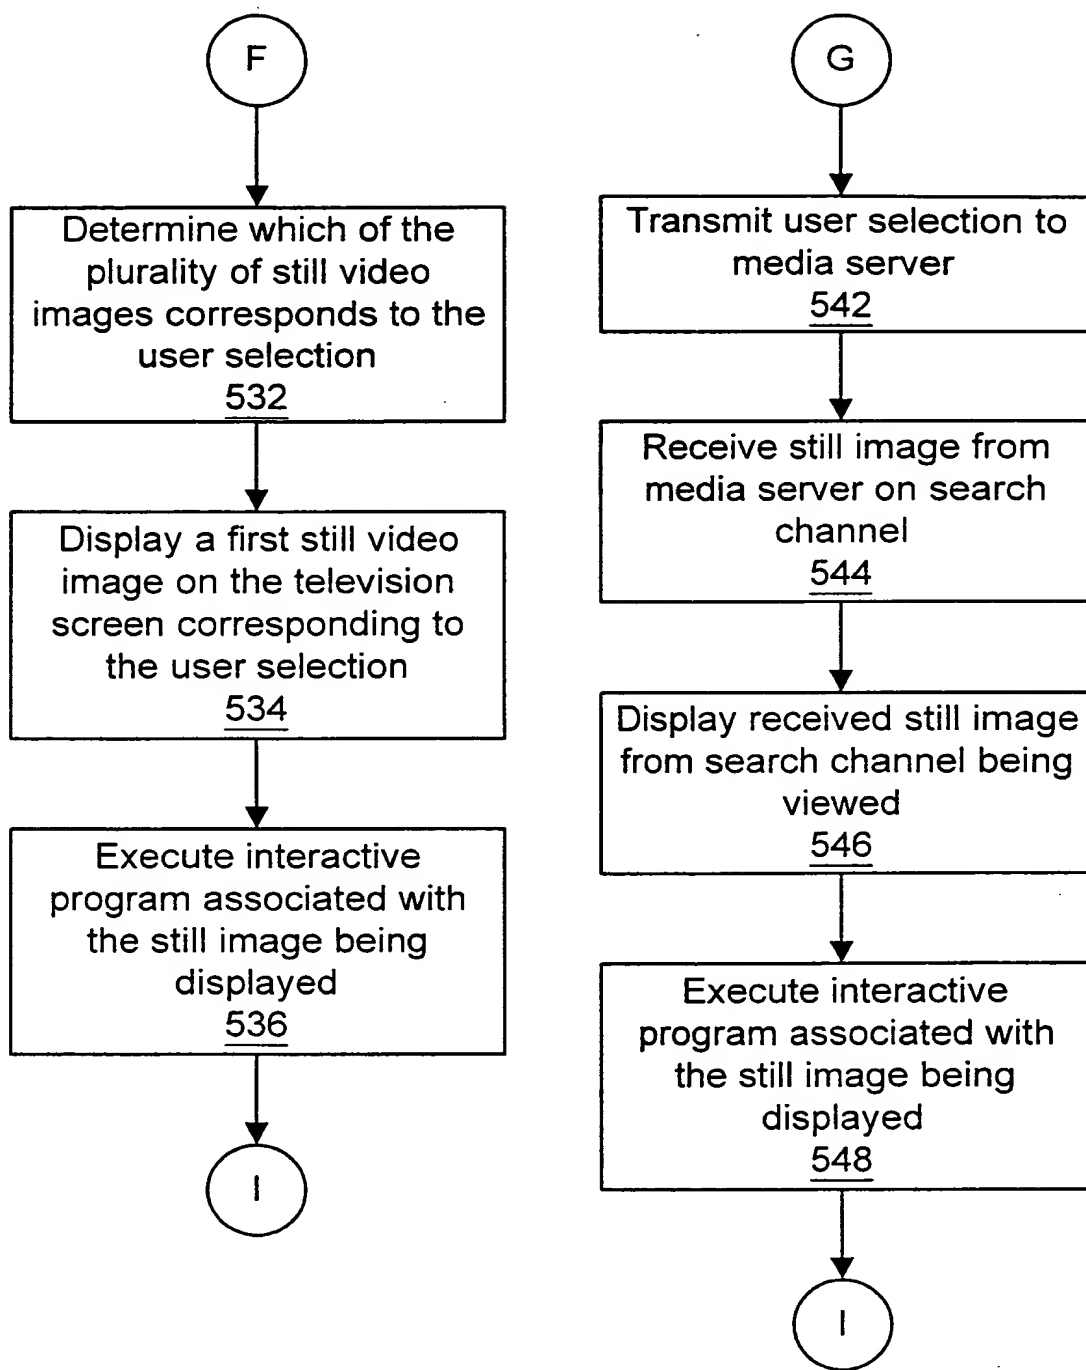 F
Determine which of the
plurality of still video
images corresponds to the
user selection
532
Display a first still video
image on the television
screen corresponding to
the user selection
534
Execute interactive
program associated with
the still image being
displayed
536
I
G
Transmit user selection to
media server
542
Receive still image from
media server on search
channel
544
Display received still image
from search channel being
viewed
546
Execute interactive
program associated with
the still image being
displayed
548
I